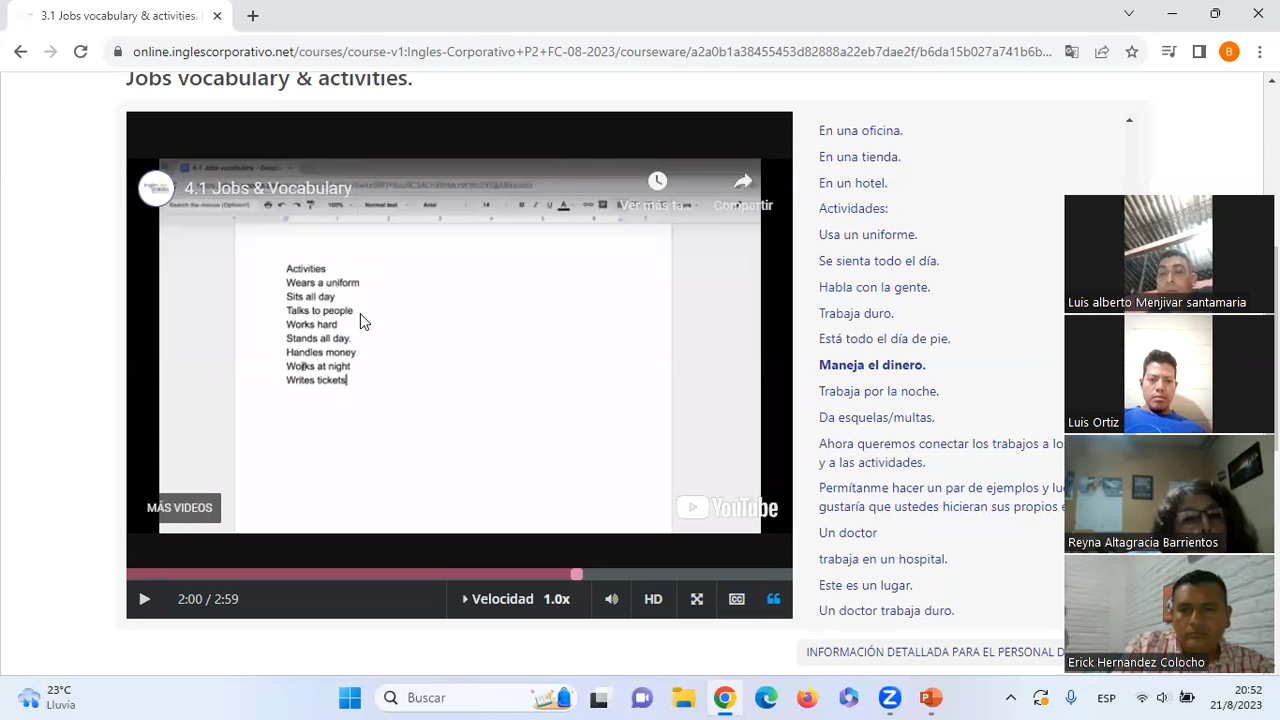 3.1 Jobs vocabulary & activities.
online.inglescorporativo.net/courses/course-v1:Ingles-Corporativo+P2+FC-08-2023/courseware/a2a0b1a38455453d82888a22eb7dae2f/b6da15b027a741b6b...
B
Jobs vocabulary & activities.
4.1 Jobs & Vocabulary
Ver más ta...
Compartir
Activities
Wears a uniform
Sits all day
Talks to people
Works hard
Stands all day.
Handles money
Works at night
Writes tickets
MÁS VIDEOS
YouTube
2:00 / 2:59
Velocidad 1.0x
HD
En una oficina.
En una tienda.
En un hotel.
Actividades:
Usa un uniforme.
Se sienta todo el día.
Habla con la gente.
Trabaja duro.
Está todo el día de pie.
Maneja el dinero.
Trabaja por la noche.
Da esquelas/multas.
Ahora queremos conectar los trabajos a lo
y a las actividades.
Permítanme hacer un par de ejemplos y lu
gustaría que ustedes hicieran sus propios e
Un doctor
trabaja en un hospital.
Este es un lugar.
Un doctor trabaja duro.
INFORMACIÓN DETALLADA PARA EL PERSONAL D
Luis alberto Menjivar santamaria
Luis Ortiz
Reyna Altagracia Barrientos
Erick Hernandez Colocho
23°C
Lluvia
Buscar
ESP
20:52
21/8/2023